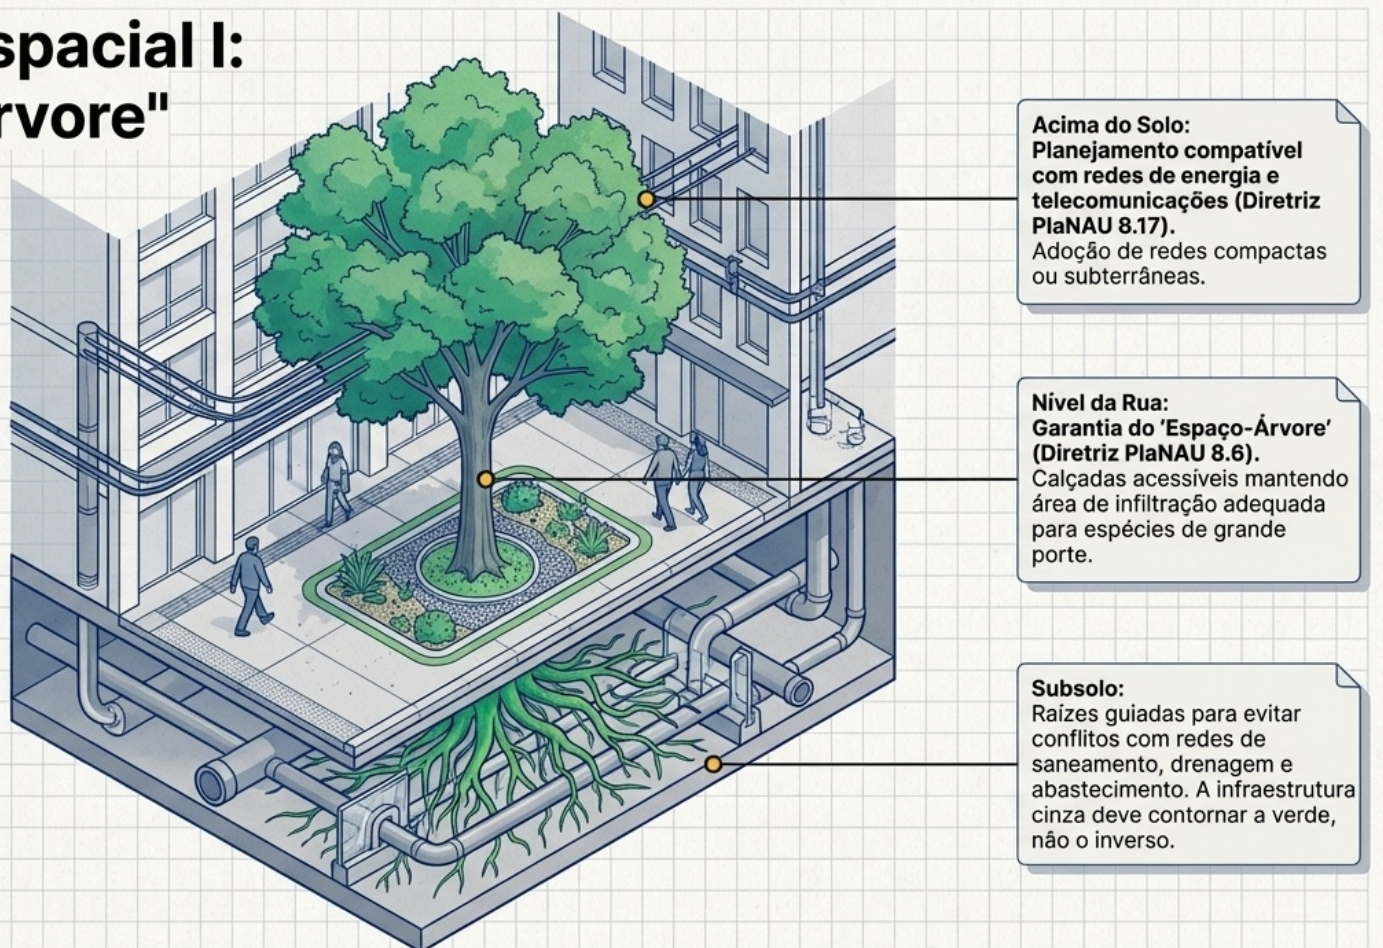 spacial I:
rvore"
Acima do Solo:
Planejamento compatível
com redes de energia e
telecomunicações (Diretriz
PlaNAU 8.17).
Adoção de redes compactas
ou subterrâneas.
Nível da Rua:
Garantia do ‘Espaço-Árvore’
(Diretriz PlaNAU 8.6).
Calçadas acessíveis mantendo
área de infiltração adequada
para espécies de grande
porte.
Subsolo:
Raízes guiadas para evitar
conflitos com redes de
saneamento, drenagem e
abastecimento. A infraestrutura
cinza deve contornar a verde,
não o inverso.